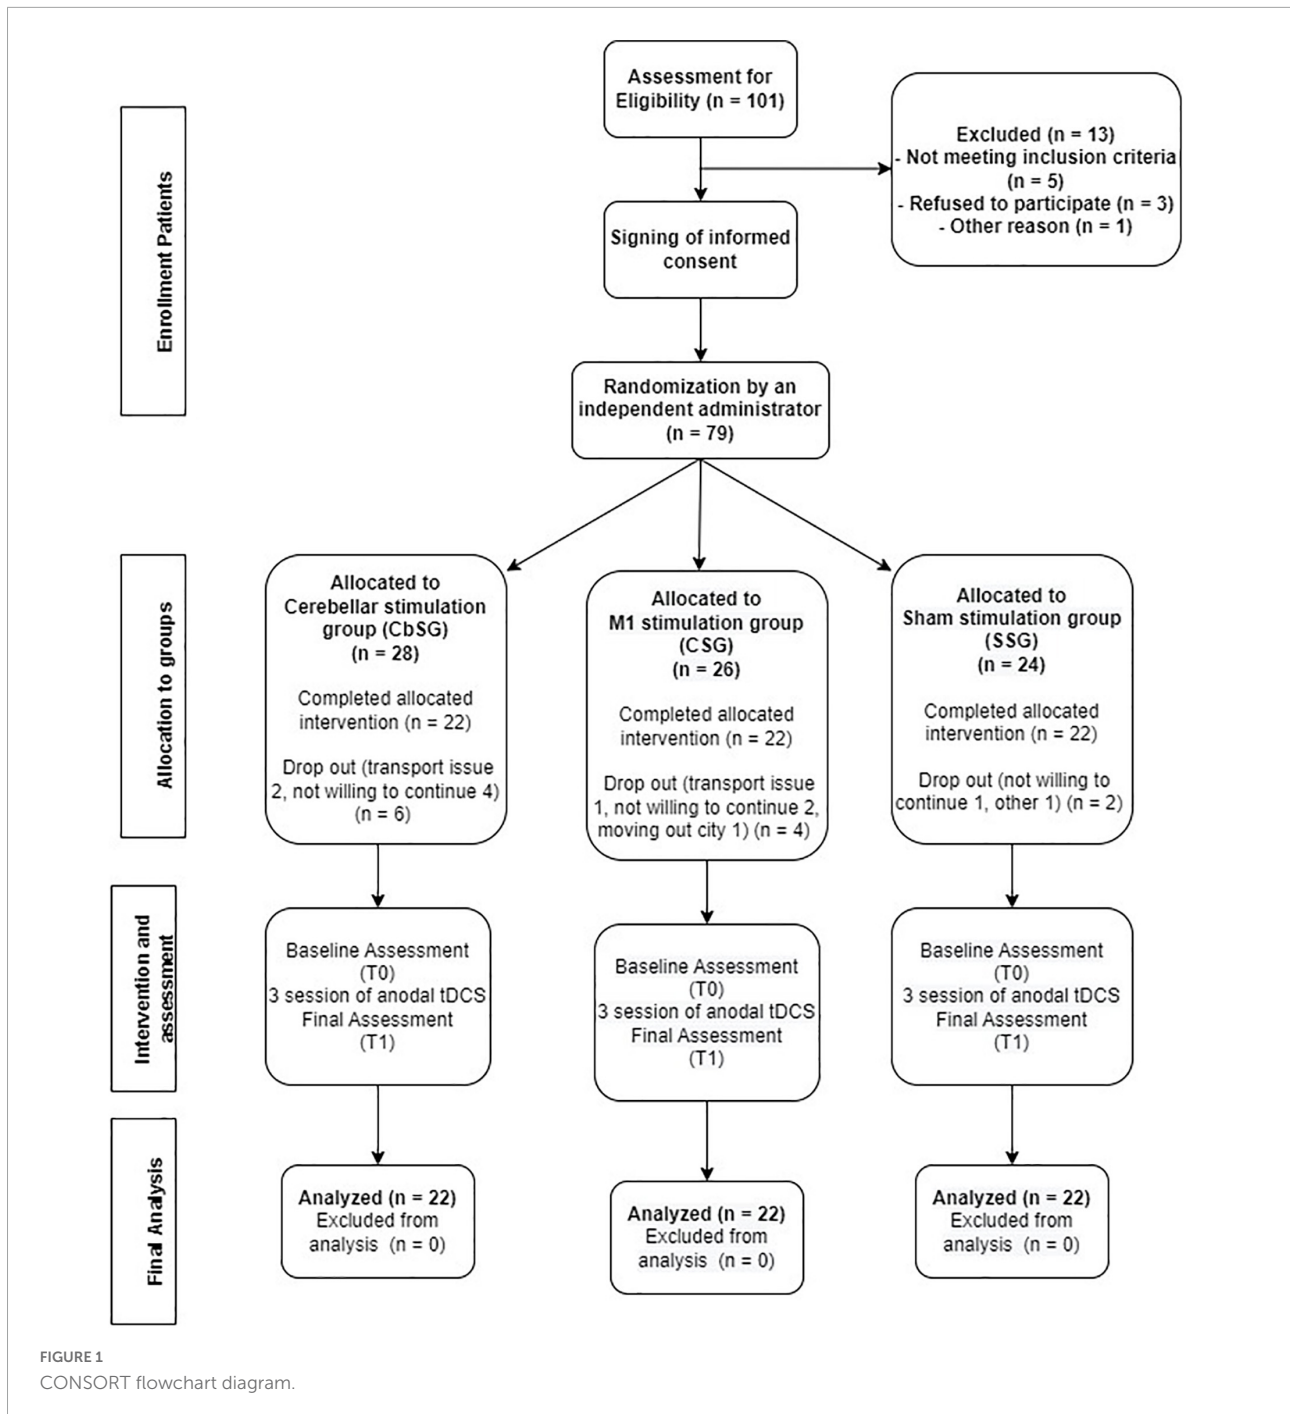 Assessment for
Eligibility (n = 101)
Excluded (n = 13)
- Not meeting inclusion criteria
(n = 5)
- Refused to participate (n = 3)
- Other reason (n = 1)
Signing of informed
consent
Enrollment Patients
Randomization by an
independent administrator
(n = 79)
Allocation to groups
Allocated to
Cerebellar stimulation
group (CbSG)
(n = 28)
Completed allocated
intervention (n = 22)
Drop out (transport issue
2, not willing to continue 4)
(n = 6)
Allocated to
M1 stimulation group
(CSG)
(n = 26)
Completed allocated
intervention (n = 22)
Drop out (transport issue
1, not willing to continue 2,
moving out city 1) (n = 4)
Allocated to
Sham stimulation group
(SSG)
(n = 24)
Completed allocated
intervention (n = 22)
Drop out (not willing to
continue 1, other 1) (n = 2)
Intervention and
assessment
Baseline Assessment
(T0)
3 session of anodal tDCS
Final Assessment
(T1)
Baseline Assessment
(T0)
3 session of anodal tDCS
Final Assessment
(T1)
Baseline Assessment
(T0)
3 session of anodal tDCS
Final Assessment
(T1)
Final Analysis
Analyzed (n = 22)
Excluded from
analysis (n = 0)
Analyzed (n = 22)
Excluded from
analysis (n = 0)
Analyzed (n = 22)
Excluded from
analysis (n = 0)
FIGURE 1
CONSORT flowchart diagram.